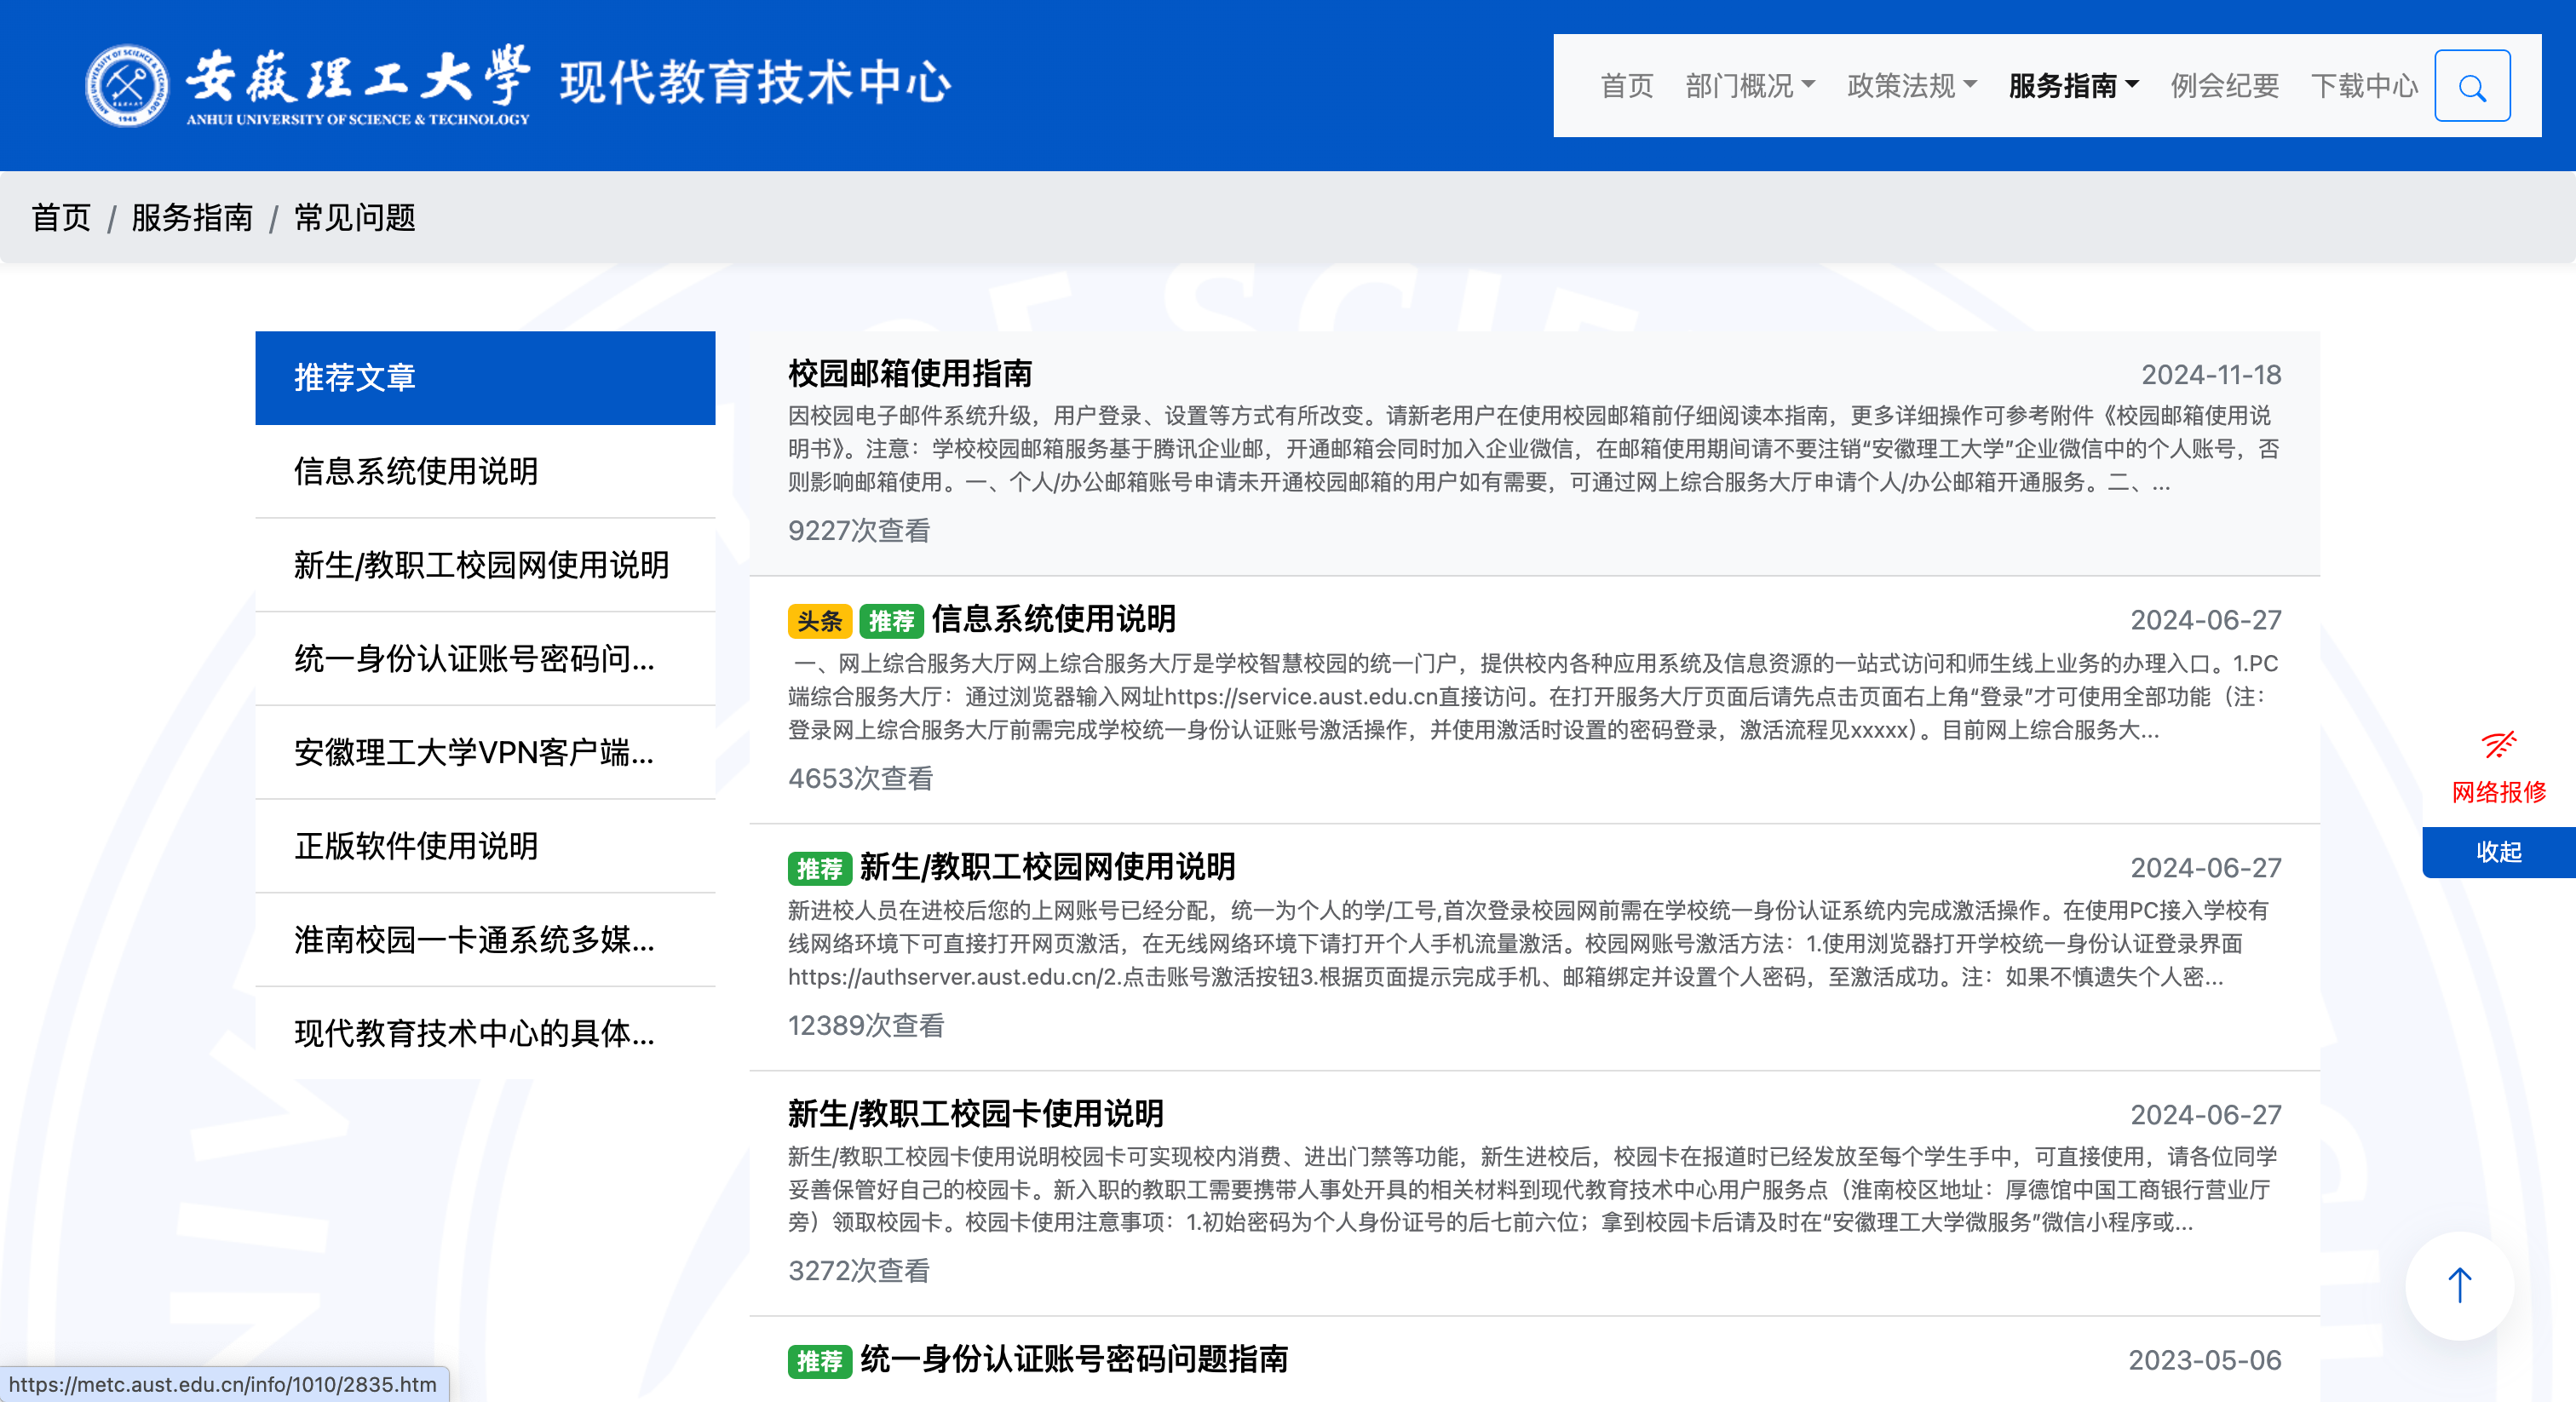 安徽理工大學
ANHUI UNIVERSITY OF SCIENCE & TECHNOLOGY
现代教育技术中心
首页 部门概况 政策法规 服务指南 例会纪要 下载中心
首页 / 服务指南 / 常见问题
推荐文章
信息系统使用说明
新生/教职工校园网使用说明
统一身份认证账号密码问...
安徽理工大学VPN客户端...
正版软件使用说明
淮南校园一卡通系统多媒...
现代教育技术中心的具体...
校园邮箱使用指南
2024-11-18
因校园电子邮件系统升级，用户登录、设置等方式有所改变。请新老用户在使用校园邮箱前仔细阅读本指南，更多详细操作可参考附件《校园邮箱使用说
明书》。注意：学校校园邮箱服务基于腾讯企业邮，开通邮箱会同时加入企业微信，在邮箱使用期间请不要注销“安徽理工大学”企业微信中的个人账号，否
则影响邮箱使用。一、个人/办公邮箱账号申请未开通校园邮箱的用户如有需要，可通过网上综合服务大厅申请个人/办公邮箱开通服务。二、...
9227次查看
头条 推荐 信息系统使用说明
2024-06-27
一、网上综合服务大厅网上综合服务大厅是学校智慧校园的统一门户，提供校内各种应用系统及信息资源的一站式访问和师生线上业务的办理入口。1.PC
端综合服务大厅：通过浏览器输入网址https://service.aust.edu.cn直接访问。在打开服务大厅页面后请先点击页面右上角“登录”才可使用全部功能（注：
登录网上综合服务大厅前需完成学校统一身份认证账号激活操作，并使用激活时设置的密码登录，激活流程见xxxxx）。目前网上综合服务大...
4653次查看
推荐 新生/教职工校园网使用说明
2024-06-27
新进校人员在进校后您的上网账号已经分配，统一为个人的学/工号,首次登录校园网前需在学校统一身份认证系统内完成激活操作。在使用PC接入学校有
线网络环境下可直接打开网页激活，在无线网络环境下请打开个人手机流量激活。校园网账号激活方法：1.使用浏览器打开学校统一身份认证登录界面
https://authserver.aust.edu.cn/2.点击账号激活按钮3.根据页面提示完成手机、邮箱绑定并设置个人密码，至激活成功。注：如果不慎遗失个人密...
12389次查看
新生/教职工校园卡使用说明
2024-06-27
新生/教职工校园卡使用说明校园卡可实现校内消费、进出门禁等功能，新生进校后，校园卡在报道时已经发放至每个学生手中，可直接使用，请各位同学
妥善保管好自己的校园卡。新入职的教职工需要携带人事处开具的相关材料到现代教育技术中心用户服务点（淮南校区地址：厚德馆中国工商银行营业厅
旁）领取校园卡。校园卡使用注意事项：1.初始密码为个人身份证号的后七前六位；拿到校园卡后请及时在“安徽理工大学微服务”微信小程序或...
3272次查看
推荐 统一身份认证账号密码问题指南
2023-05-06
网络报修
收起
https://metc.aust.edu.cn/info/1010/2835.htm